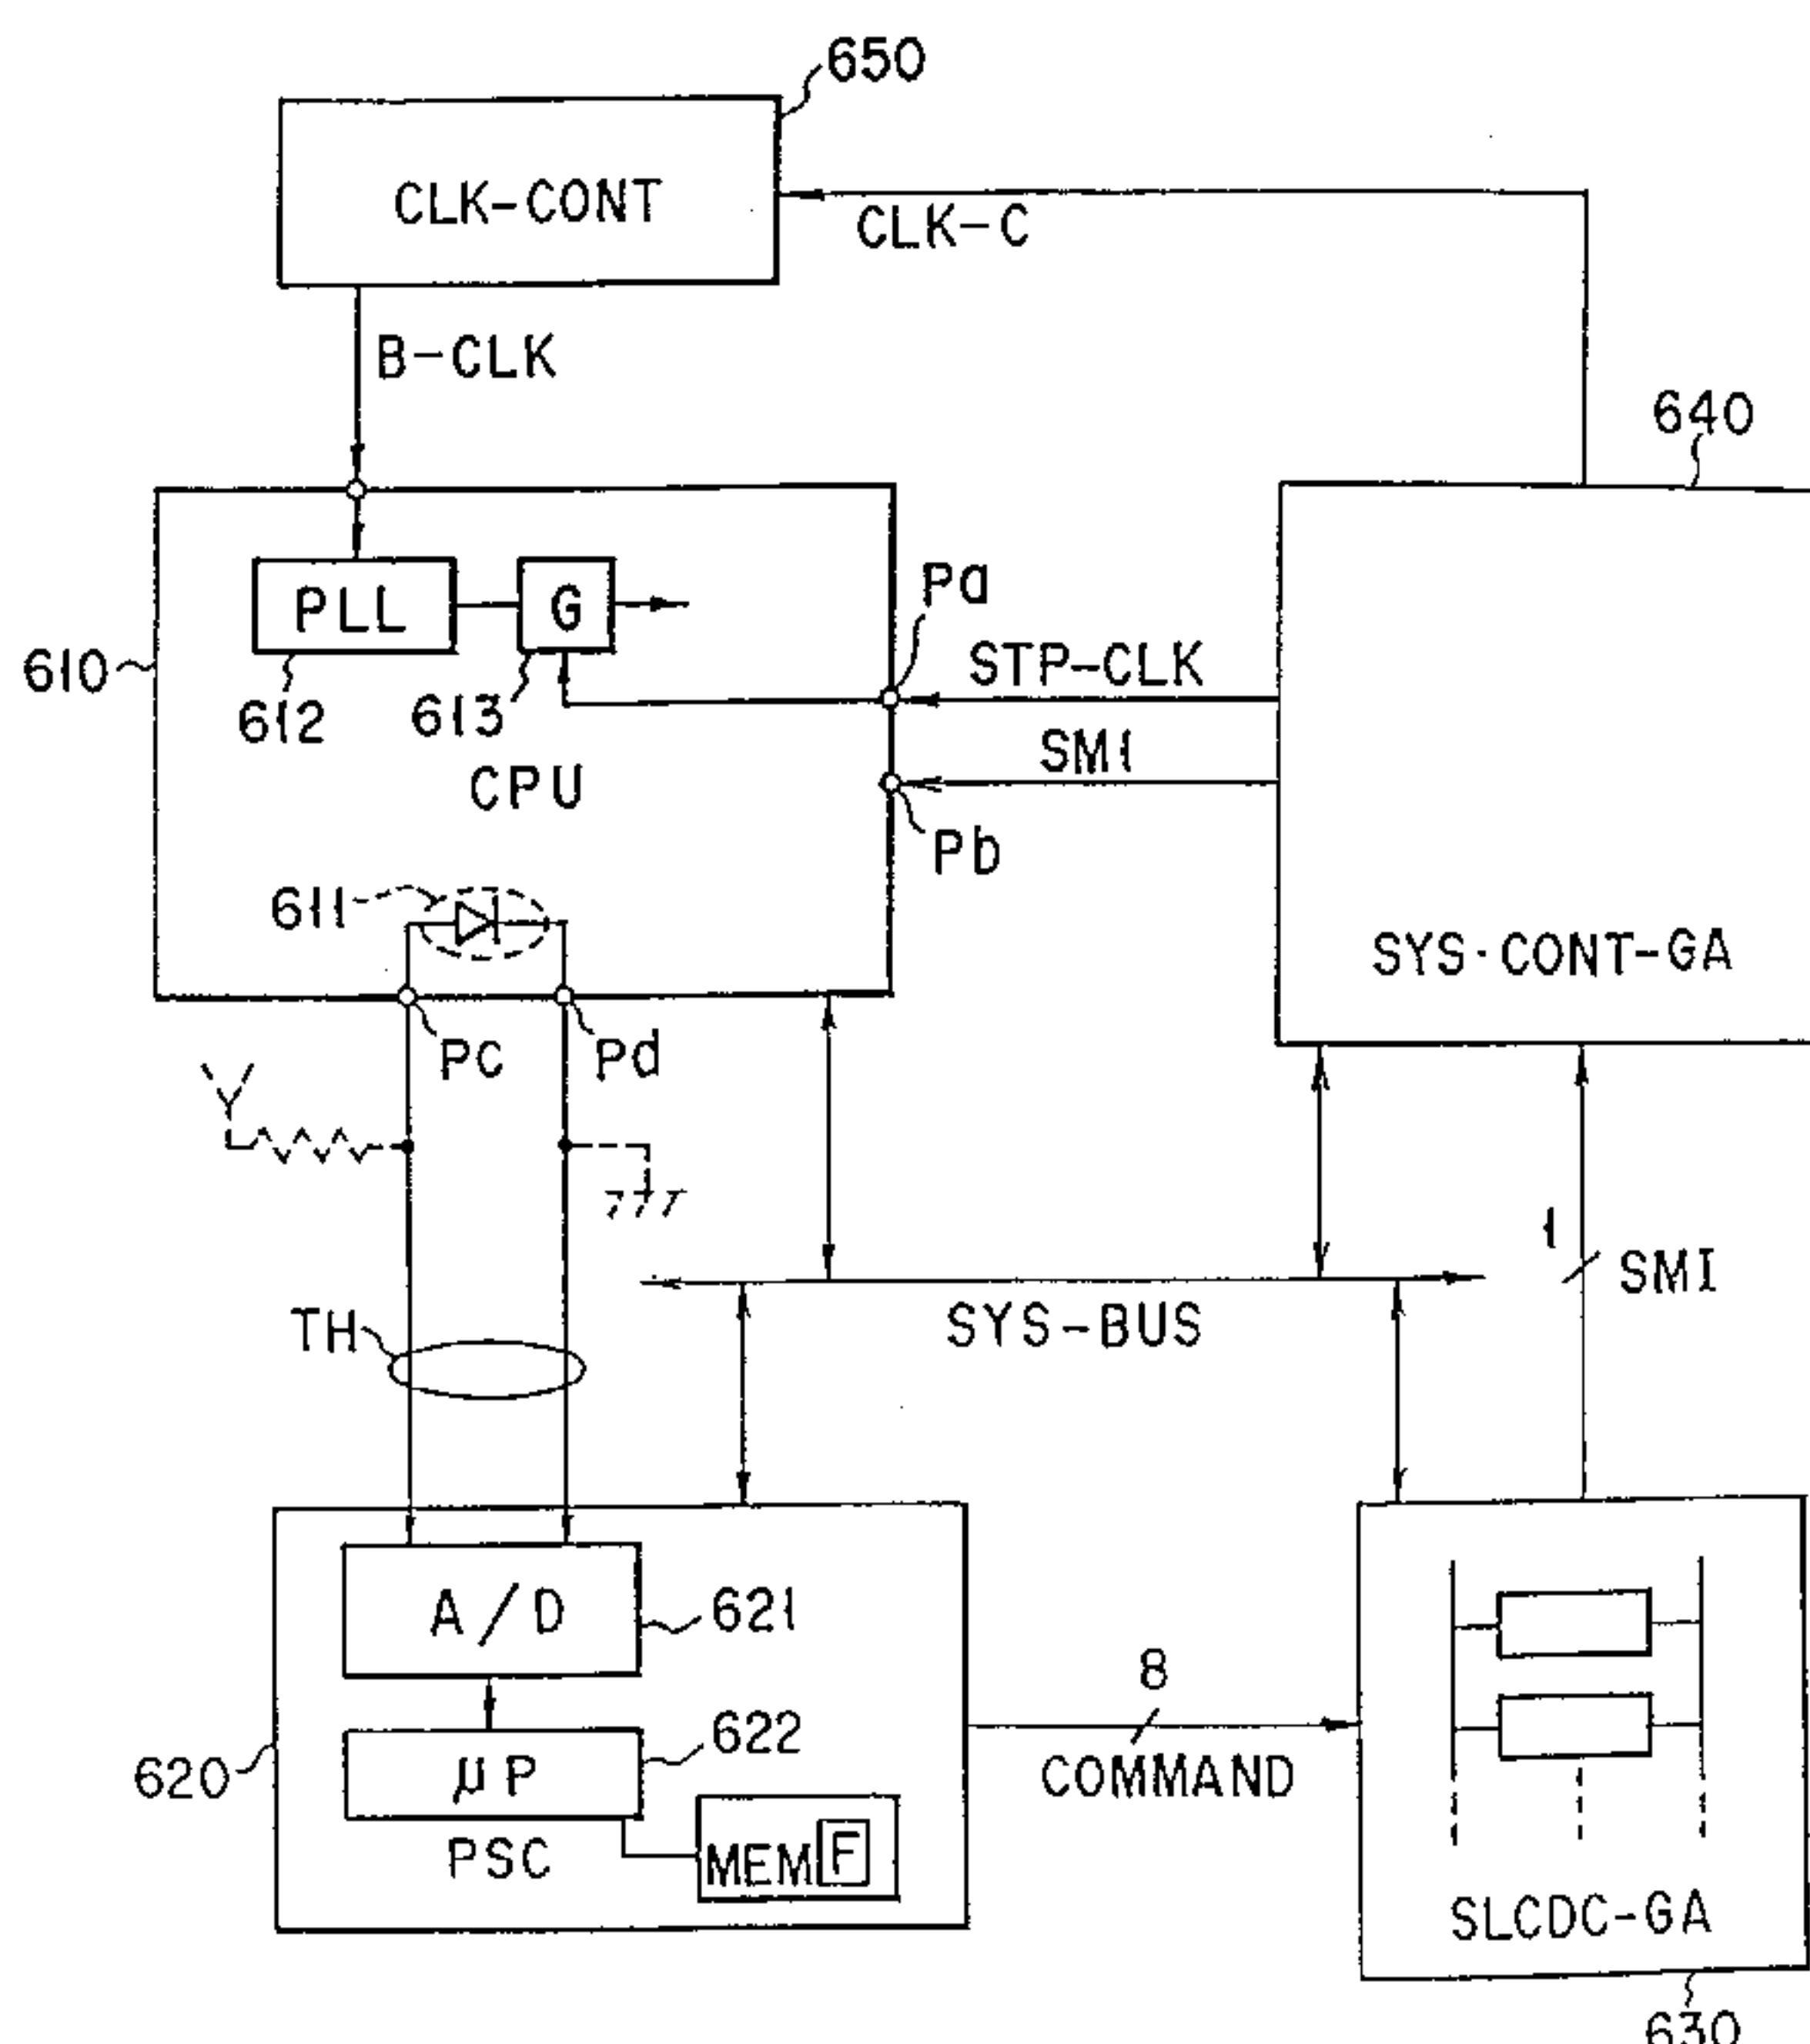 650
CLK-CONT
CLK-C
B-CLK
640
PLL
G
Pa
STP-CLK
610
612
613
SMI
CPU
Pb
611
SYS·CONT-GA
PC
Pd
1
SMI
TH
SYS-BUS
A/D
621
8
622
620
μP
COMMAND
PSC
MEM F
SLCDC-GA
630